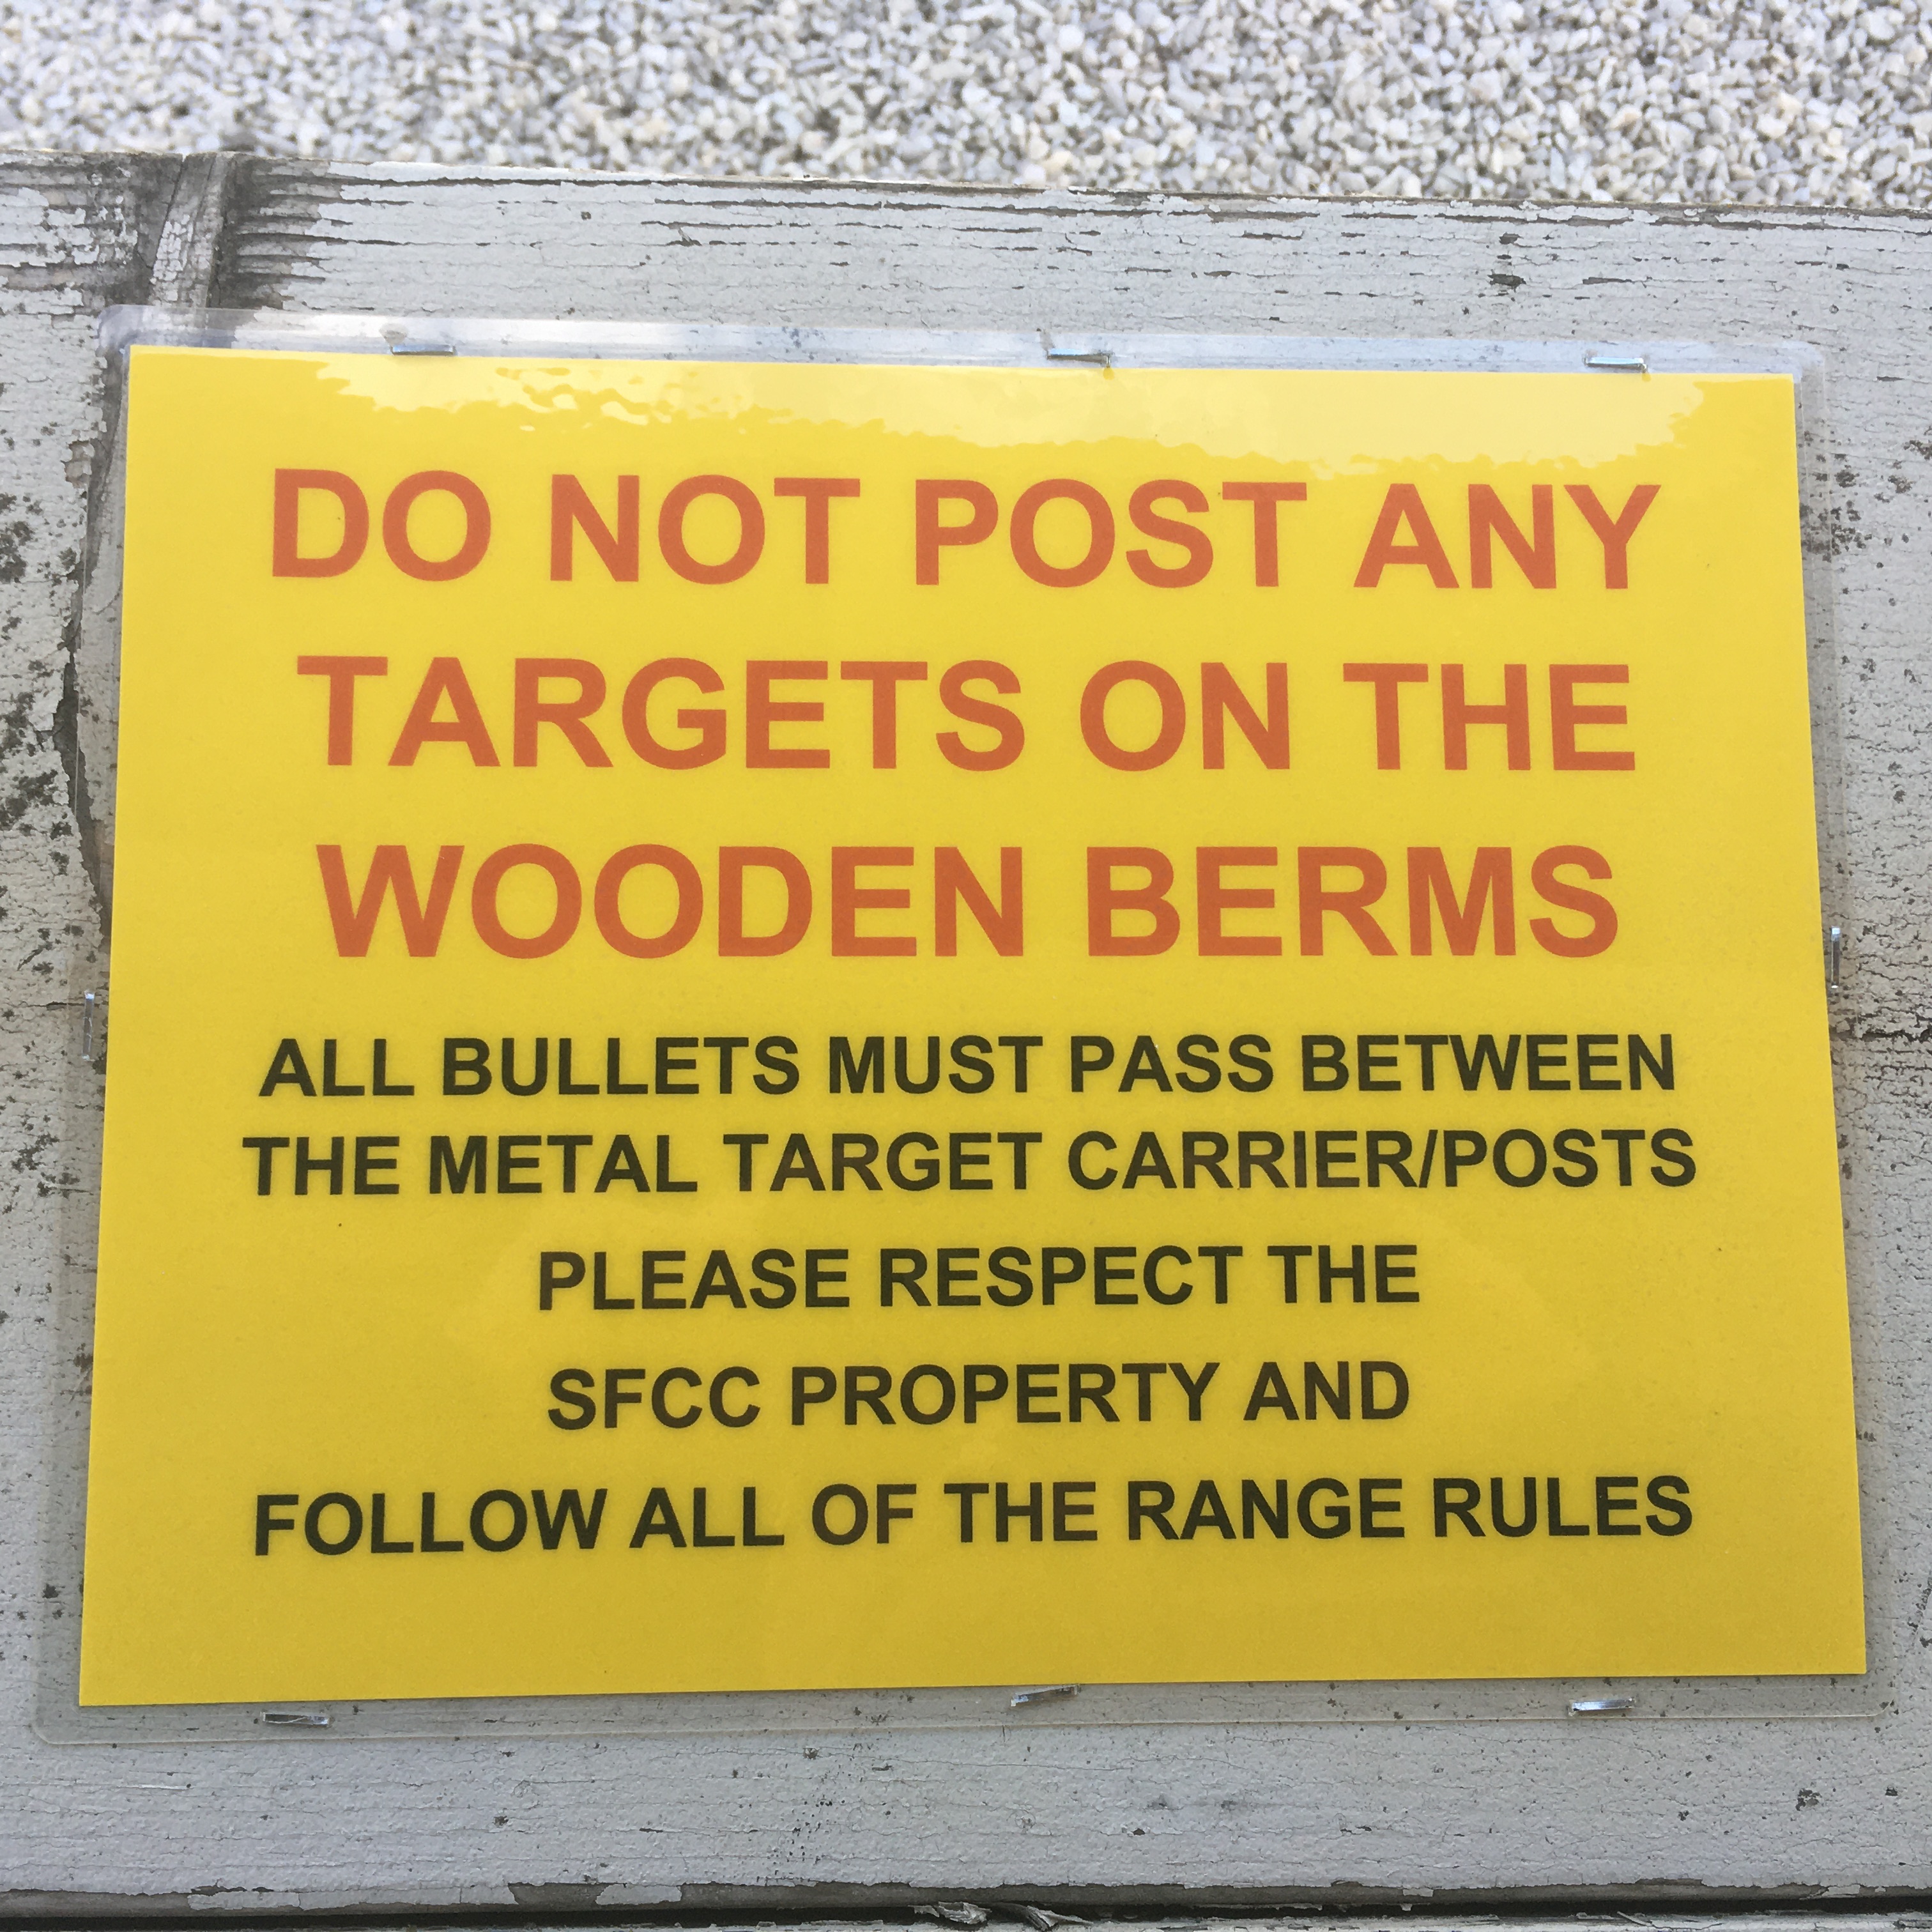 DO NOT POST ANY
TARGETS ON THE
WOODEN BERMS
ALL BULLETS MUST PASS BETWEEN
THE METAL TARGET CARRIER/POSTS
PLEASE RESPECT THE
SFCC PROPERTY AND
FOLLOW ALL OF THE RANGE RULES